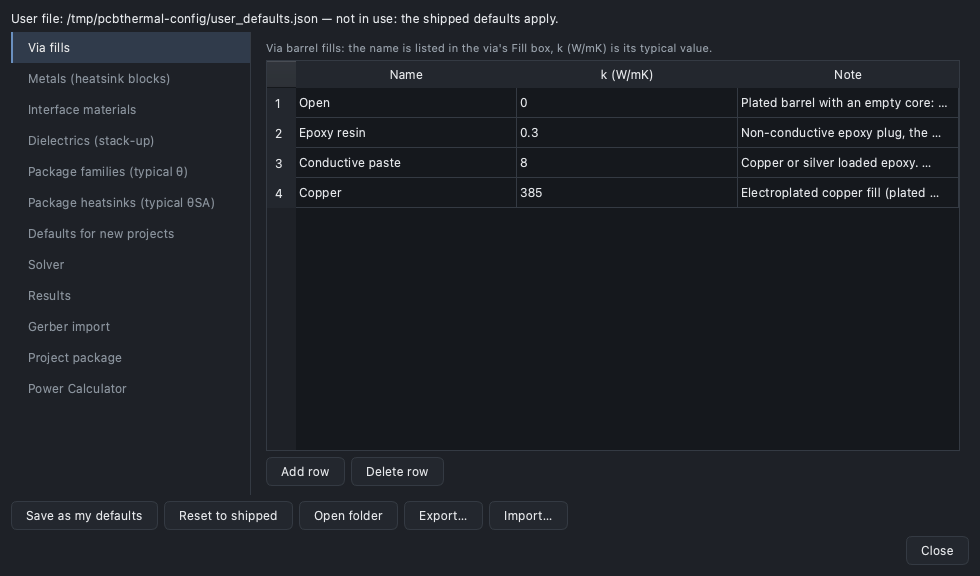 User file: /tmp/pcbthermal-config/user_defaults.json — not in use: the shipped defaults apply.
Via fills
Metals (heatsink blocks)
Interface materials
Dielectrics (stack-up)
Package families (typical θ)
Package heatsinks (typical θSA)
Defaults for new projects
Solver
Results
Gerber import
Project package
Power Calculator
Via barrel fills: the name is listed in the via's Fill box, k (W/mK) is its typical value.
Name k (W/mK) Note
1 Open 0 Plated barrel with an empty core: ...
2 Epoxy resin 0.3 Non-conductive epoxy plug, the ...
3 Conductive paste 8 Copper or silver loaded epoxy. ...
4 Copper 385 Electroplated copper fill (plated ...
Add row Delete row
Save as my defaults Reset to shipped Open folder Export... Import...
Close